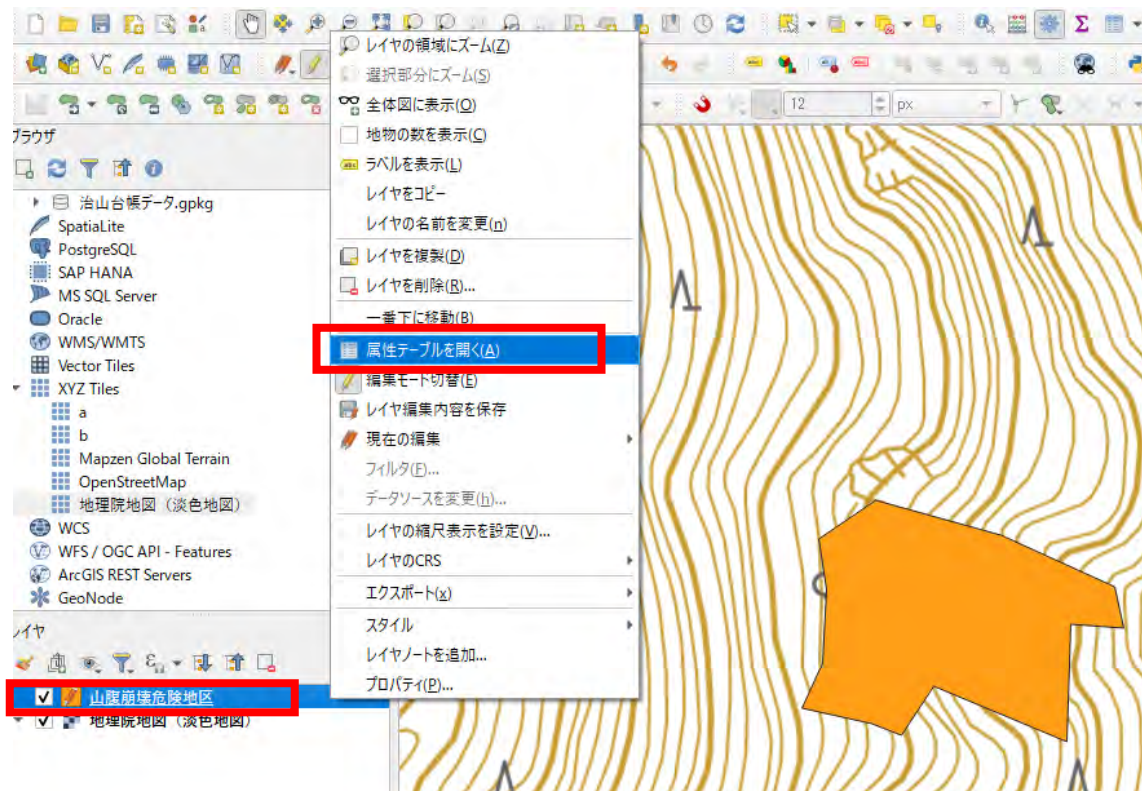 12
px
レイヤの領域にズーム(Z)
選択部分にズーム(S)
全体図に表示(O)
地物の数を表示(C)
ラベルを表示(L)
レイヤをコピー
レイヤの名前を変更(n)
レイヤを複製(D)
レイヤを削除(R)...
一番下に移動(B)
属性テーブルを開く(A)
編集モード切替(E)
レイヤ編集内容を保存
現在の編集
フィルタ(F)...
データソースを変更(h)...
レイヤの縮尺表示を設定(V)...
レイヤのCRS
エクスポート(x)
スタイル
レイヤノートを追加...
プロパティ(P)...
ブラウザ
治山台帳データ.gpkg
SpatiaLite
PostgreSQL
SAP HANA
MS SQL Server
Oracle
WMS/WMTS
Vector Tiles
XYZ Tiles
a
b
Mapzen Global Terrain
OpenStreetMap
地理院地図（淡色地図）
WCS
WFS / OGC API - Features
ArcGIS REST Servers
GeoNode
レイヤ
山腹崩壊危険地区
地理院地図（淡色地図）